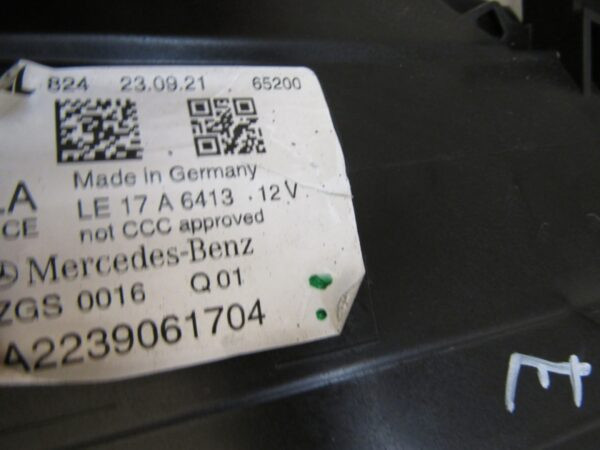 824 23.09.21 65200
Made in Germany
LA LE 17 A 6413 12V
CE not CCC approved
Mercedes-Benz
ZGS 0016 Q01
A2239061704
E